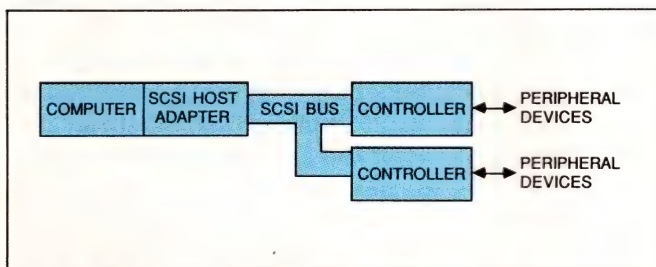 COMPUTER
SCSI HOST
ADAPTER
SCSI BUS
CONTROLLER
PERIPHERAL
DEVICES
CONTROLLER
PERIPHERAL
DEVICES